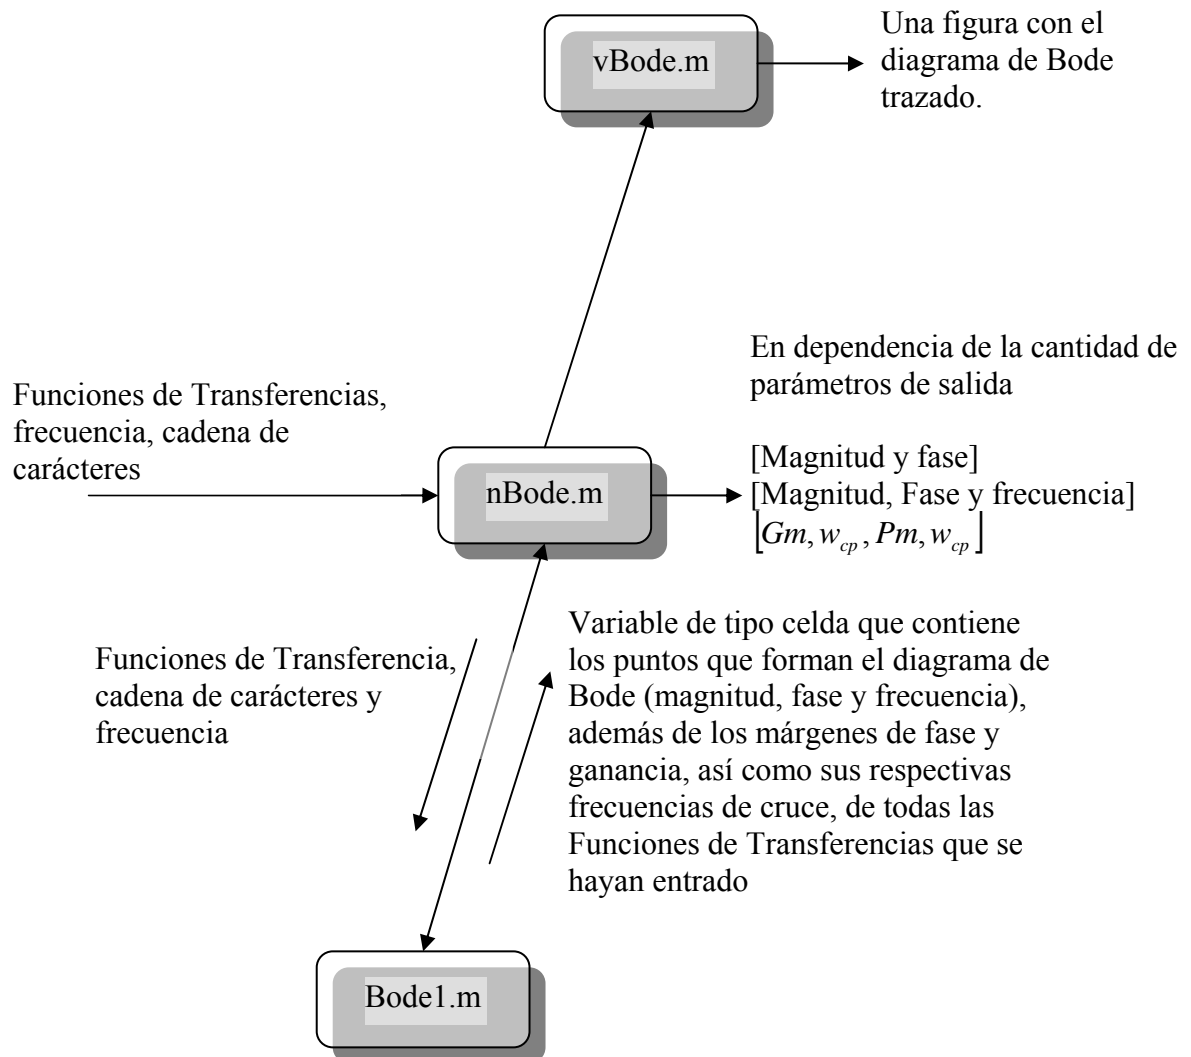 vBode.m
Una figura con el
diagrama de Bode
trazado.
En dependencia de la cantidad de
parámetros de salida
Funciones de Transferencias,
frecuencia, cadena de
carácteres
nBode.m
[Magnitud y fase]
[Magnitud, Fase y frecuencia]
[Gm, w_cp, Pm, w_cp]
Funciones de Transferencia,
cadena de carácteres y
frecuencia
Variable de tipo celda que contiene
los puntos que forman el diagrama de
Bode (magnitud, fase y frecuencia),
además de los márgenes de fase y
ganancia, así como sus respectivas
frecuencias de cruce, de todas las
Funciones de Transferencias que se
hayan entrado
Bode1.m